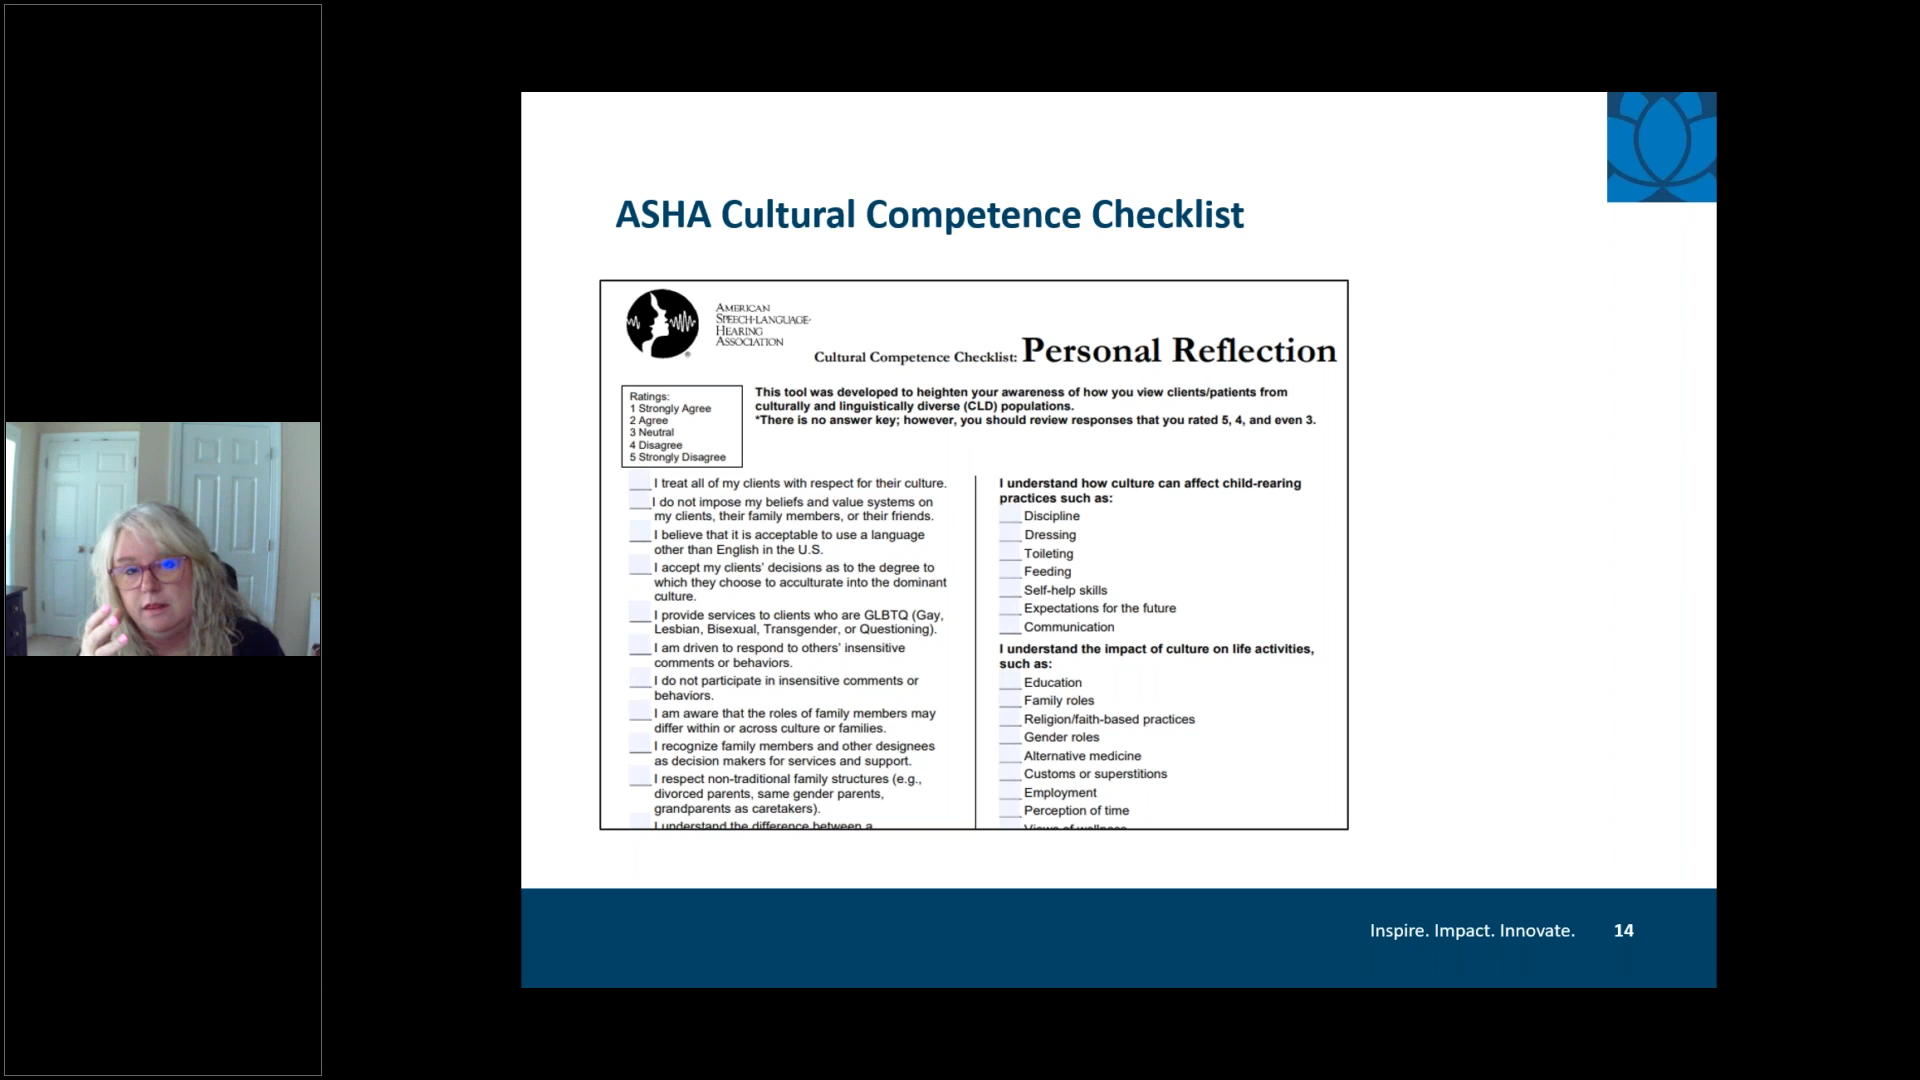 ASHA Cultural Competence Checklist
AMERICAN
SPEECH-LANGUAGE-
HEARING
ASSOCIATION
Cultural Competence Checklist: Personal Reflection
Ratings:
1 Strongly Agree
2 Agree
3 Neutral
4 Disagree
5 Strongly Disagree
This tool was developed to heighten your awareness of how you view clients/patients from
culturally and linguistically diverse (CLD) populations.
*There is no answer key; however, you should review responses that you rated 5, 4, and even 3.
I treat all of my clients with respect for their culture.
I do not impose my beliefs and value systems on
my clients, their family members, or their friends.
I believe that it is acceptable to use a language
other than English in the U.S.
I accept my clients' decisions as to the degree to
which they choose to acculturate into the dominant
culture.
I provide services to clients who are GLBTQ (Gay,
Lesbian, Bisexual, Transgender, or Questioning).
I am driven to respond to others' insensitive
comments or behaviors.
I do not participate in insensitive comments or
behaviors.
I am aware that the roles of family members may
differ within or across culture or families.
I recognize family members and other designees
as decision makers for services and support.
I respect non-traditional family structures (e.g.,
divorced parents, same gender parents,
grandparents as caretakers).
I understand the difference between a
I understand how culture can affect child-rearing
practices such as:
Discipline
Dressing
Toileting
Feeding
Self-help skills
Expectations for the future
Communication
I understand the impact of culture on life activities,
such as:
Education
Family roles
Religion/faith-based practices
Gender roles
Alternative medicine
Customs or superstitions
Employment
Perception of time
Views of wellness
Inspire. Impact. Innovate. 14